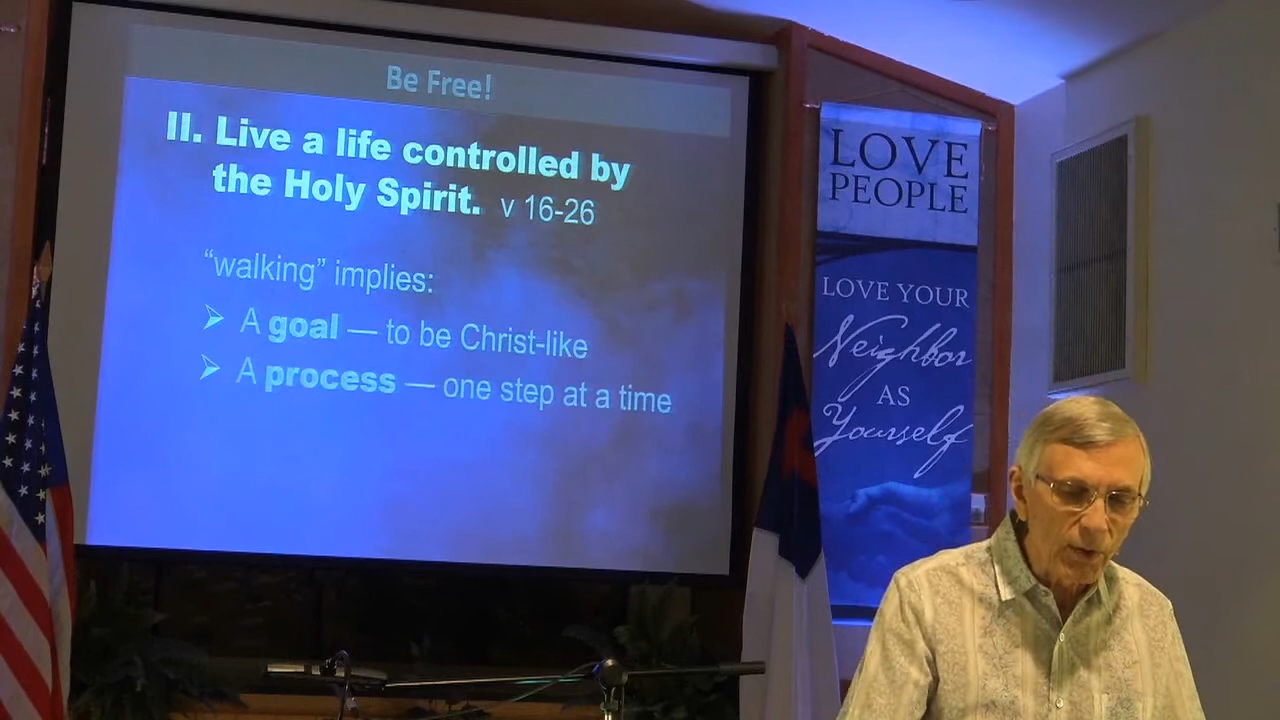 Be Free!
II. Live a life controlled by
the Holy Spirit. v 16-26
“walking” implies:
➢ A goal — to be Christ-like
➢ A process — one step at a time
LOVE
PEOPLE
LOVE YOUR
Neighbor
AS
Yourself